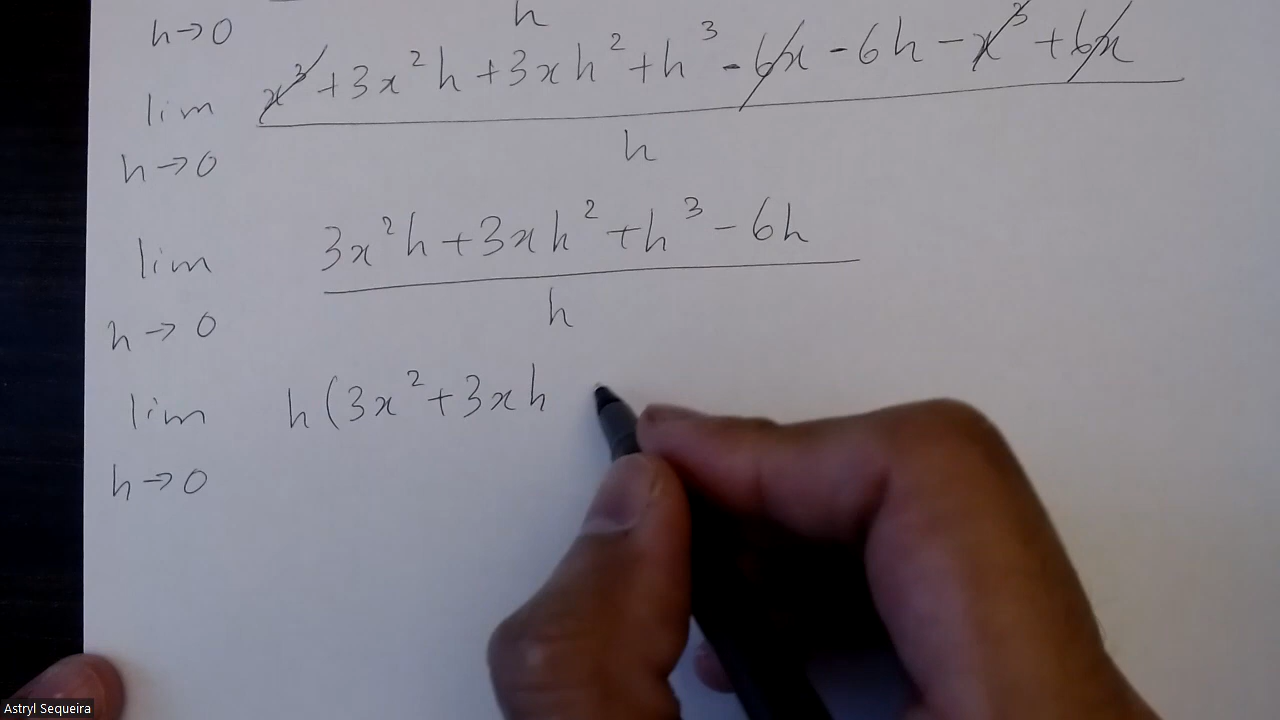 h
h→0
x³ + 3x²h + 3xh² + h³ - 6x - 6h - x³ + 6x
lim
h→0
h
3x²h + 3xh² + h³ - 6h
lim
h→0
h
lim h(3x² + 3xh
h→0
Astryl Sequeira